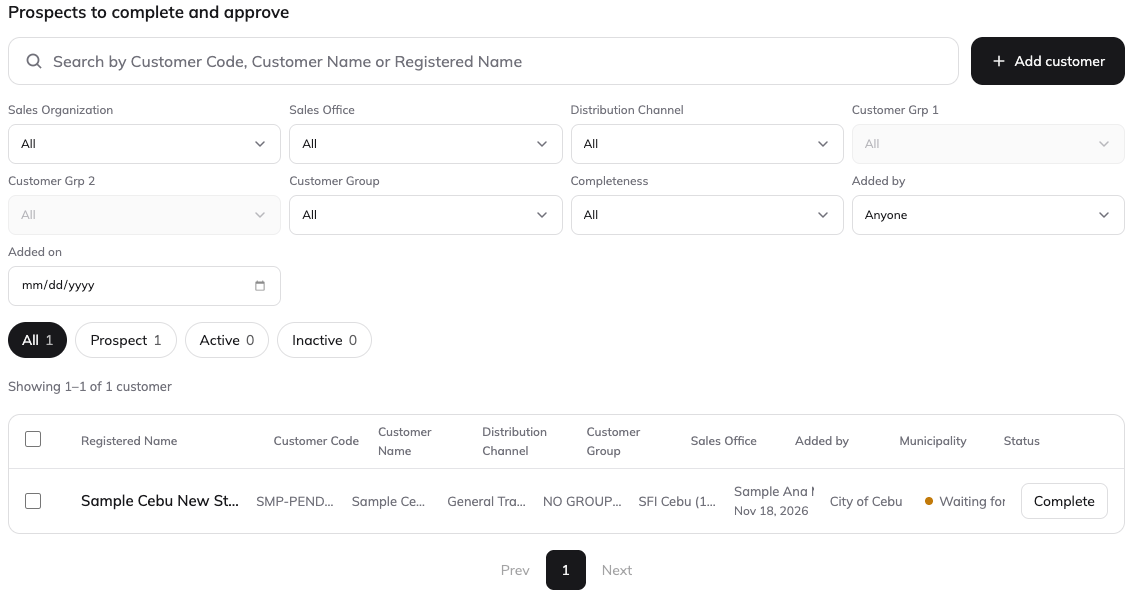 Prospects to complete and approve
Search by Customer Code, Customer Name or Registered Name
+ Add customer
Sales Organization
Sales Office
Distribution Channel
Customer Grp 1
All
All
All
All
Customer Grp 2
Customer Group
Completeness
Added by
All
All
All
Anyone
Added on
mm/dd/yyyy
All 1
Prospect 1
Active 0
Inactive 0
Showing 1–1 of 1 customer
Registered Name
Customer Code
Customer
Name
Distribution
Channel
Customer
Group
Sales Office
Added by
Municipality
Status
Sample Cebu New St...
SMP-PEND...
Sample Ce...
General Tra...
NO GROUP...
SFI Cebu (1...
Sample Ana
Nov 18, 2026
City of Cebu
Waiting for
Complete
Prev
1
Next